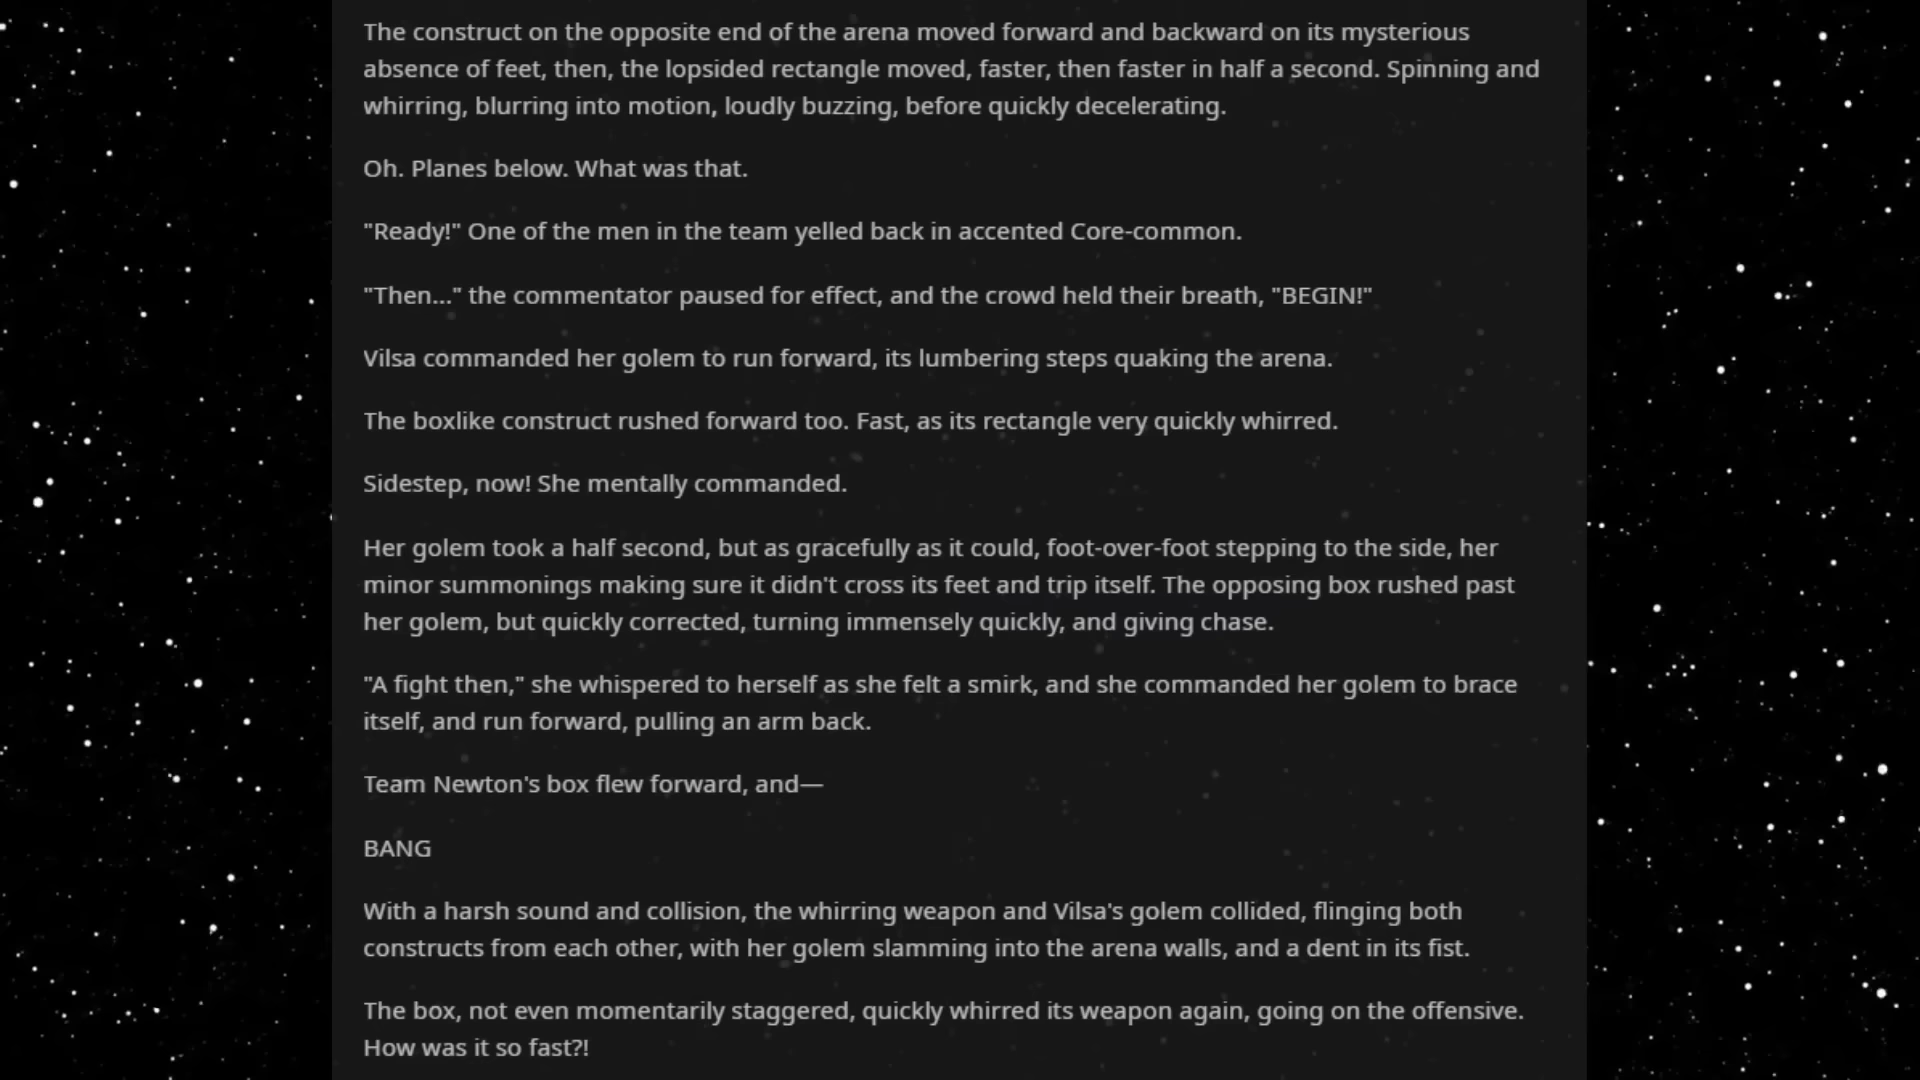 The construct on the opposite end of the arena moved forward and backward on its mysterious
absence of feet, then, the lopsided rectangle moved, faster, then faster in half a second. Spinning and
whirring, blurring into motion, loudly buzzing, before quickly decelerating.
Oh. Planes below. What was that.
"Ready!" One of the men in the team yelled back in accented Core-common.
"Then..." the commentator paused for effect, and the crowd held their breath, "BEGIN!"
Vilsa commanded her golem to run forward, its lumbering steps quaking the arena.
The boxlike construct rushed forward too. Fast, as its rectangle very quickly whirred.
Sidestep, now! She mentally commanded.
Her golem took a half second, but as gracefully as it could, foot-over-foot stepping to the side, her
minor summonings making sure it didn't cross its feet and trip itself. The opposing box rushed past
her golem, but quickly corrected, turning immensely quickly, and giving chase.
"A fight then," she whispered to herself as she felt a smirk, and she commanded her golem to brace
itself, and run forward, pulling an arm back.
Team Newton's box flew forward, and—
BANG
With a harsh sound and collision, the whirring weapon and Vilsa's golem collided, flinging both
constructs from each other, with her golem slamming into the arena walls, and a dent in its fist.
The box, not even momentarily staggered, quickly whirred its weapon again, going on the offensive.
How was it so fast?!